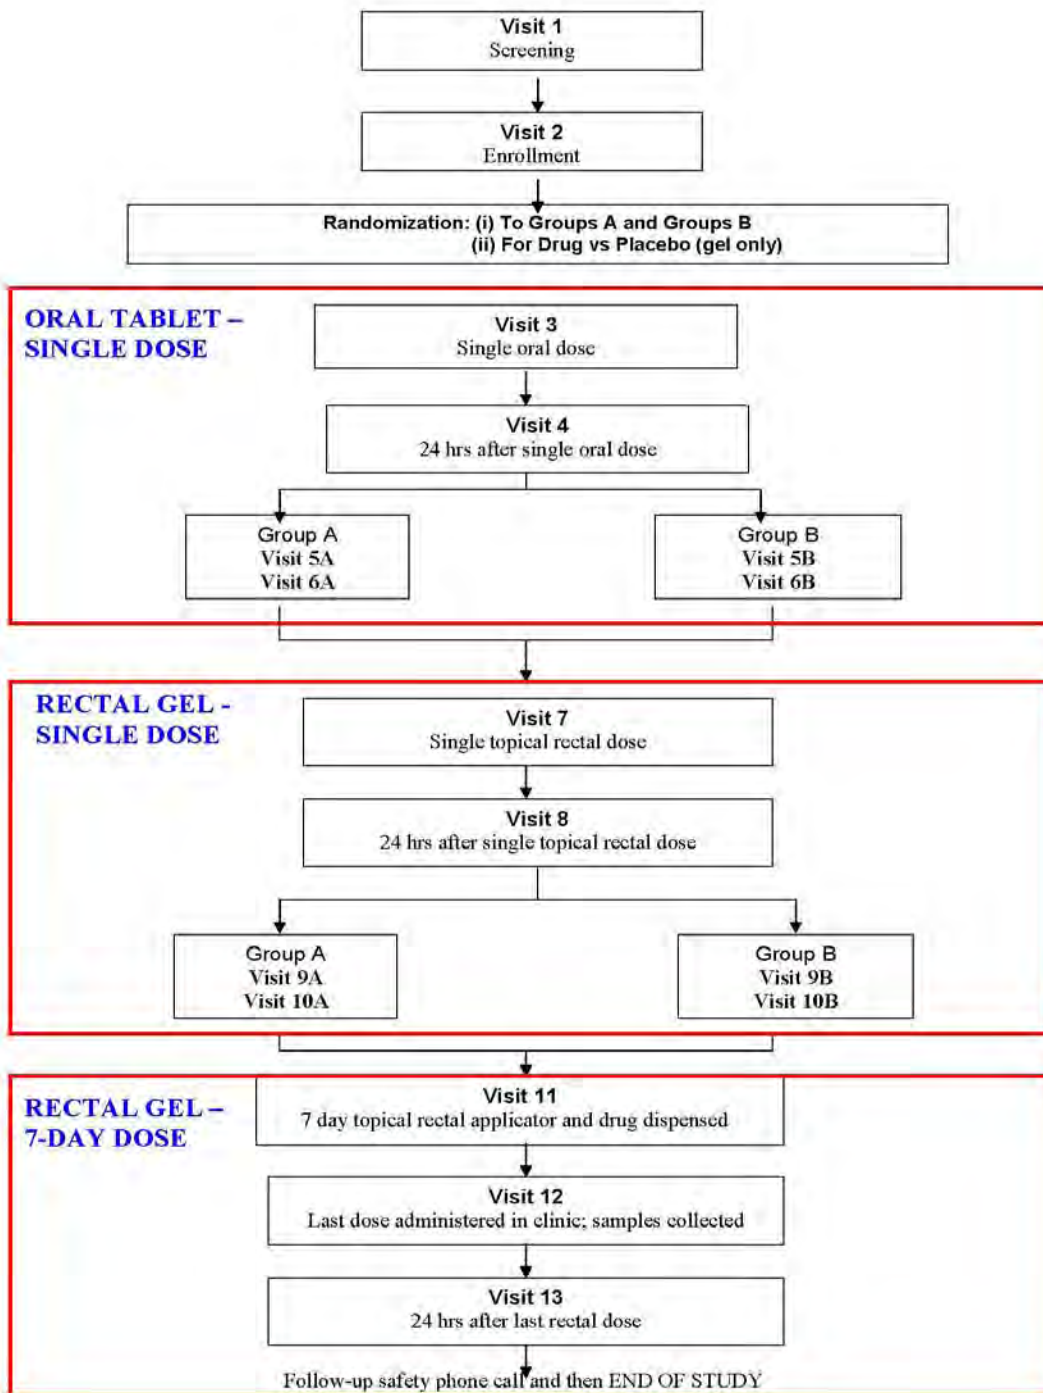 Visit 1
Screening
Visit 2
Enrollment
Randomization: (i) To Groups A and Groups B
(ii) For Drug vs Placebo (gel only)
ORAL TABLET –
SINGLE DOSE
Visit 3
Single oral dose
Visit 4
24 hrs after single oral dose
Group A
Visit 5A
Visit 6A
Group B
Visit 5B
Visit 6B
RECTAL GEL -
SINGLE DOSE
Visit 7
Single topical rectal dose
Visit 8
24 hrs after single topical rectal dose
Group A
Visit 9A
Visit 10A
Group B
Visit 9B
Visit 10B
RECTAL GEL –
7-DAY DOSE
Visit 11
7 day topical rectal applicator and drug dispensed
Visit 12
Last dose administered in clinic; samples collected
Visit 13
24 hrs after last rectal dose
Follow-up safety phone call and then END OF STUDY